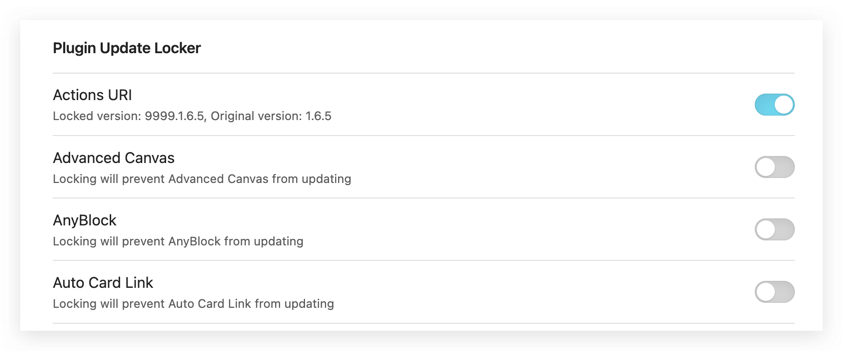 Plugin Update Locker
Actions URI
Locked version: 9999.1.6.5, Original version: 1.6.5
Advanced Canvas
Locking will prevent Advanced Canvas from updating
AnyBlock
Locking will prevent AnyBlock from updating
Auto Card Link
Locking will prevent Auto Card Link from updating